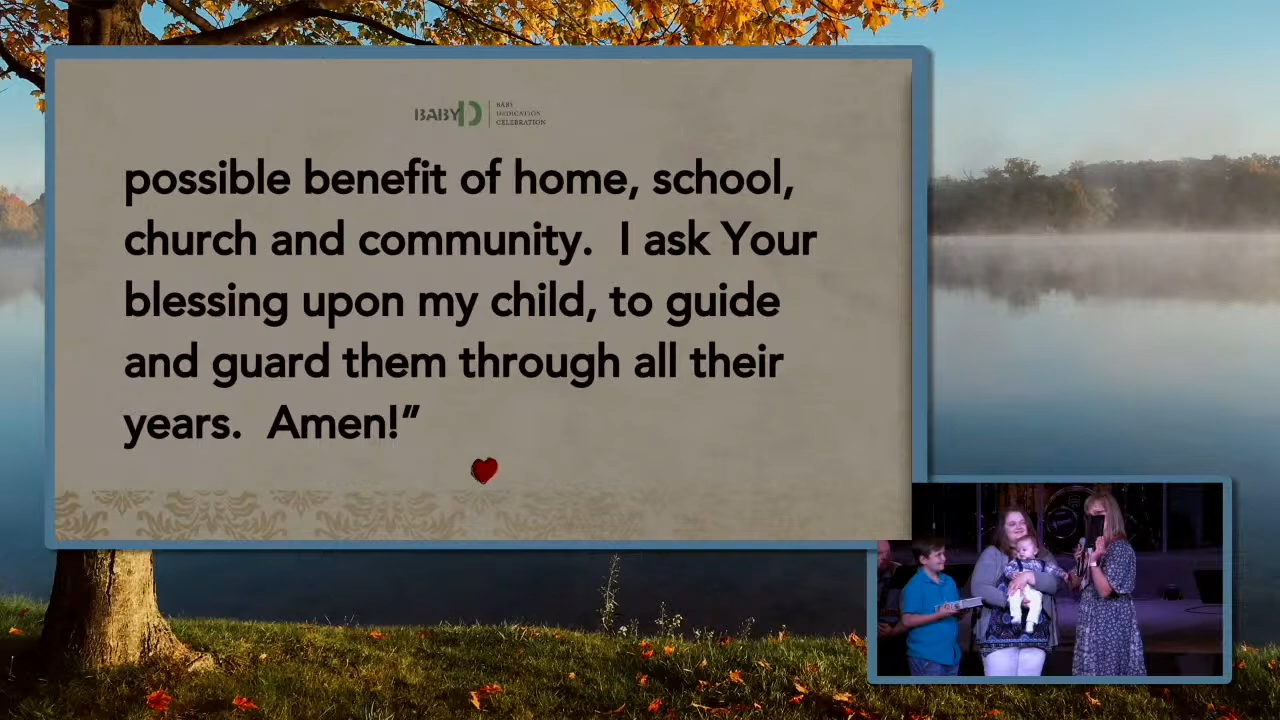 BABYD
BABY
DEDICATION
CELEBRATION
possible benefit of home, school,
church and community.  I ask Your
blessing upon my child, to guide
and guard them through all their
years.  Amen!”